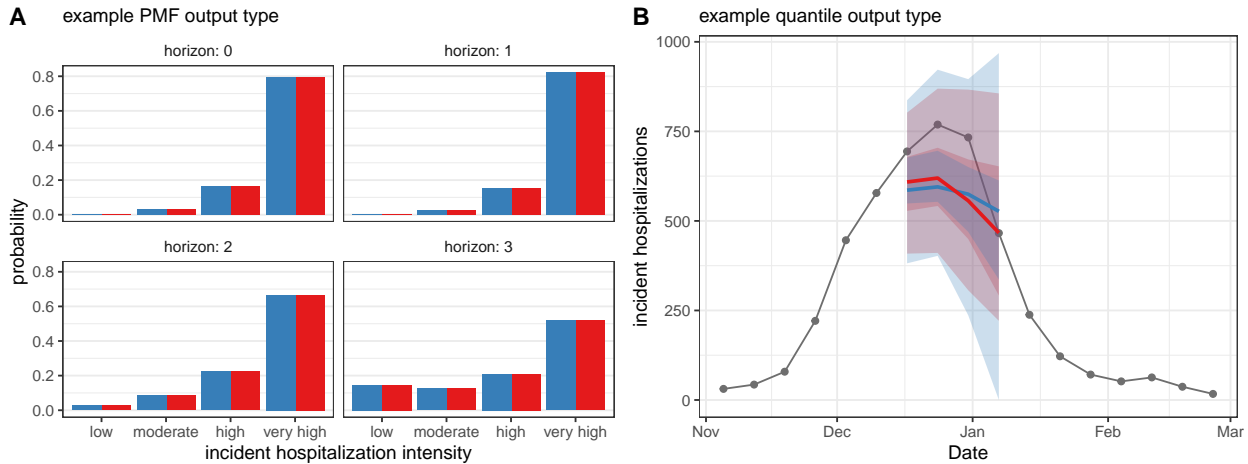 A
example PMF output type
horizon: 0
horizon: 1
0.8
0.6
0.4
0.2
0.0
horizon: 2
horizon: 3
0.8
0.6
0.4
0.2
0.0
probability
low moderate high very high
low moderate high very high
incident hospitalization intensity
B
example quantile output type
1000
750
500
250
0
incident hospitalizations
Nov Dec Jan Feb Mar
Date